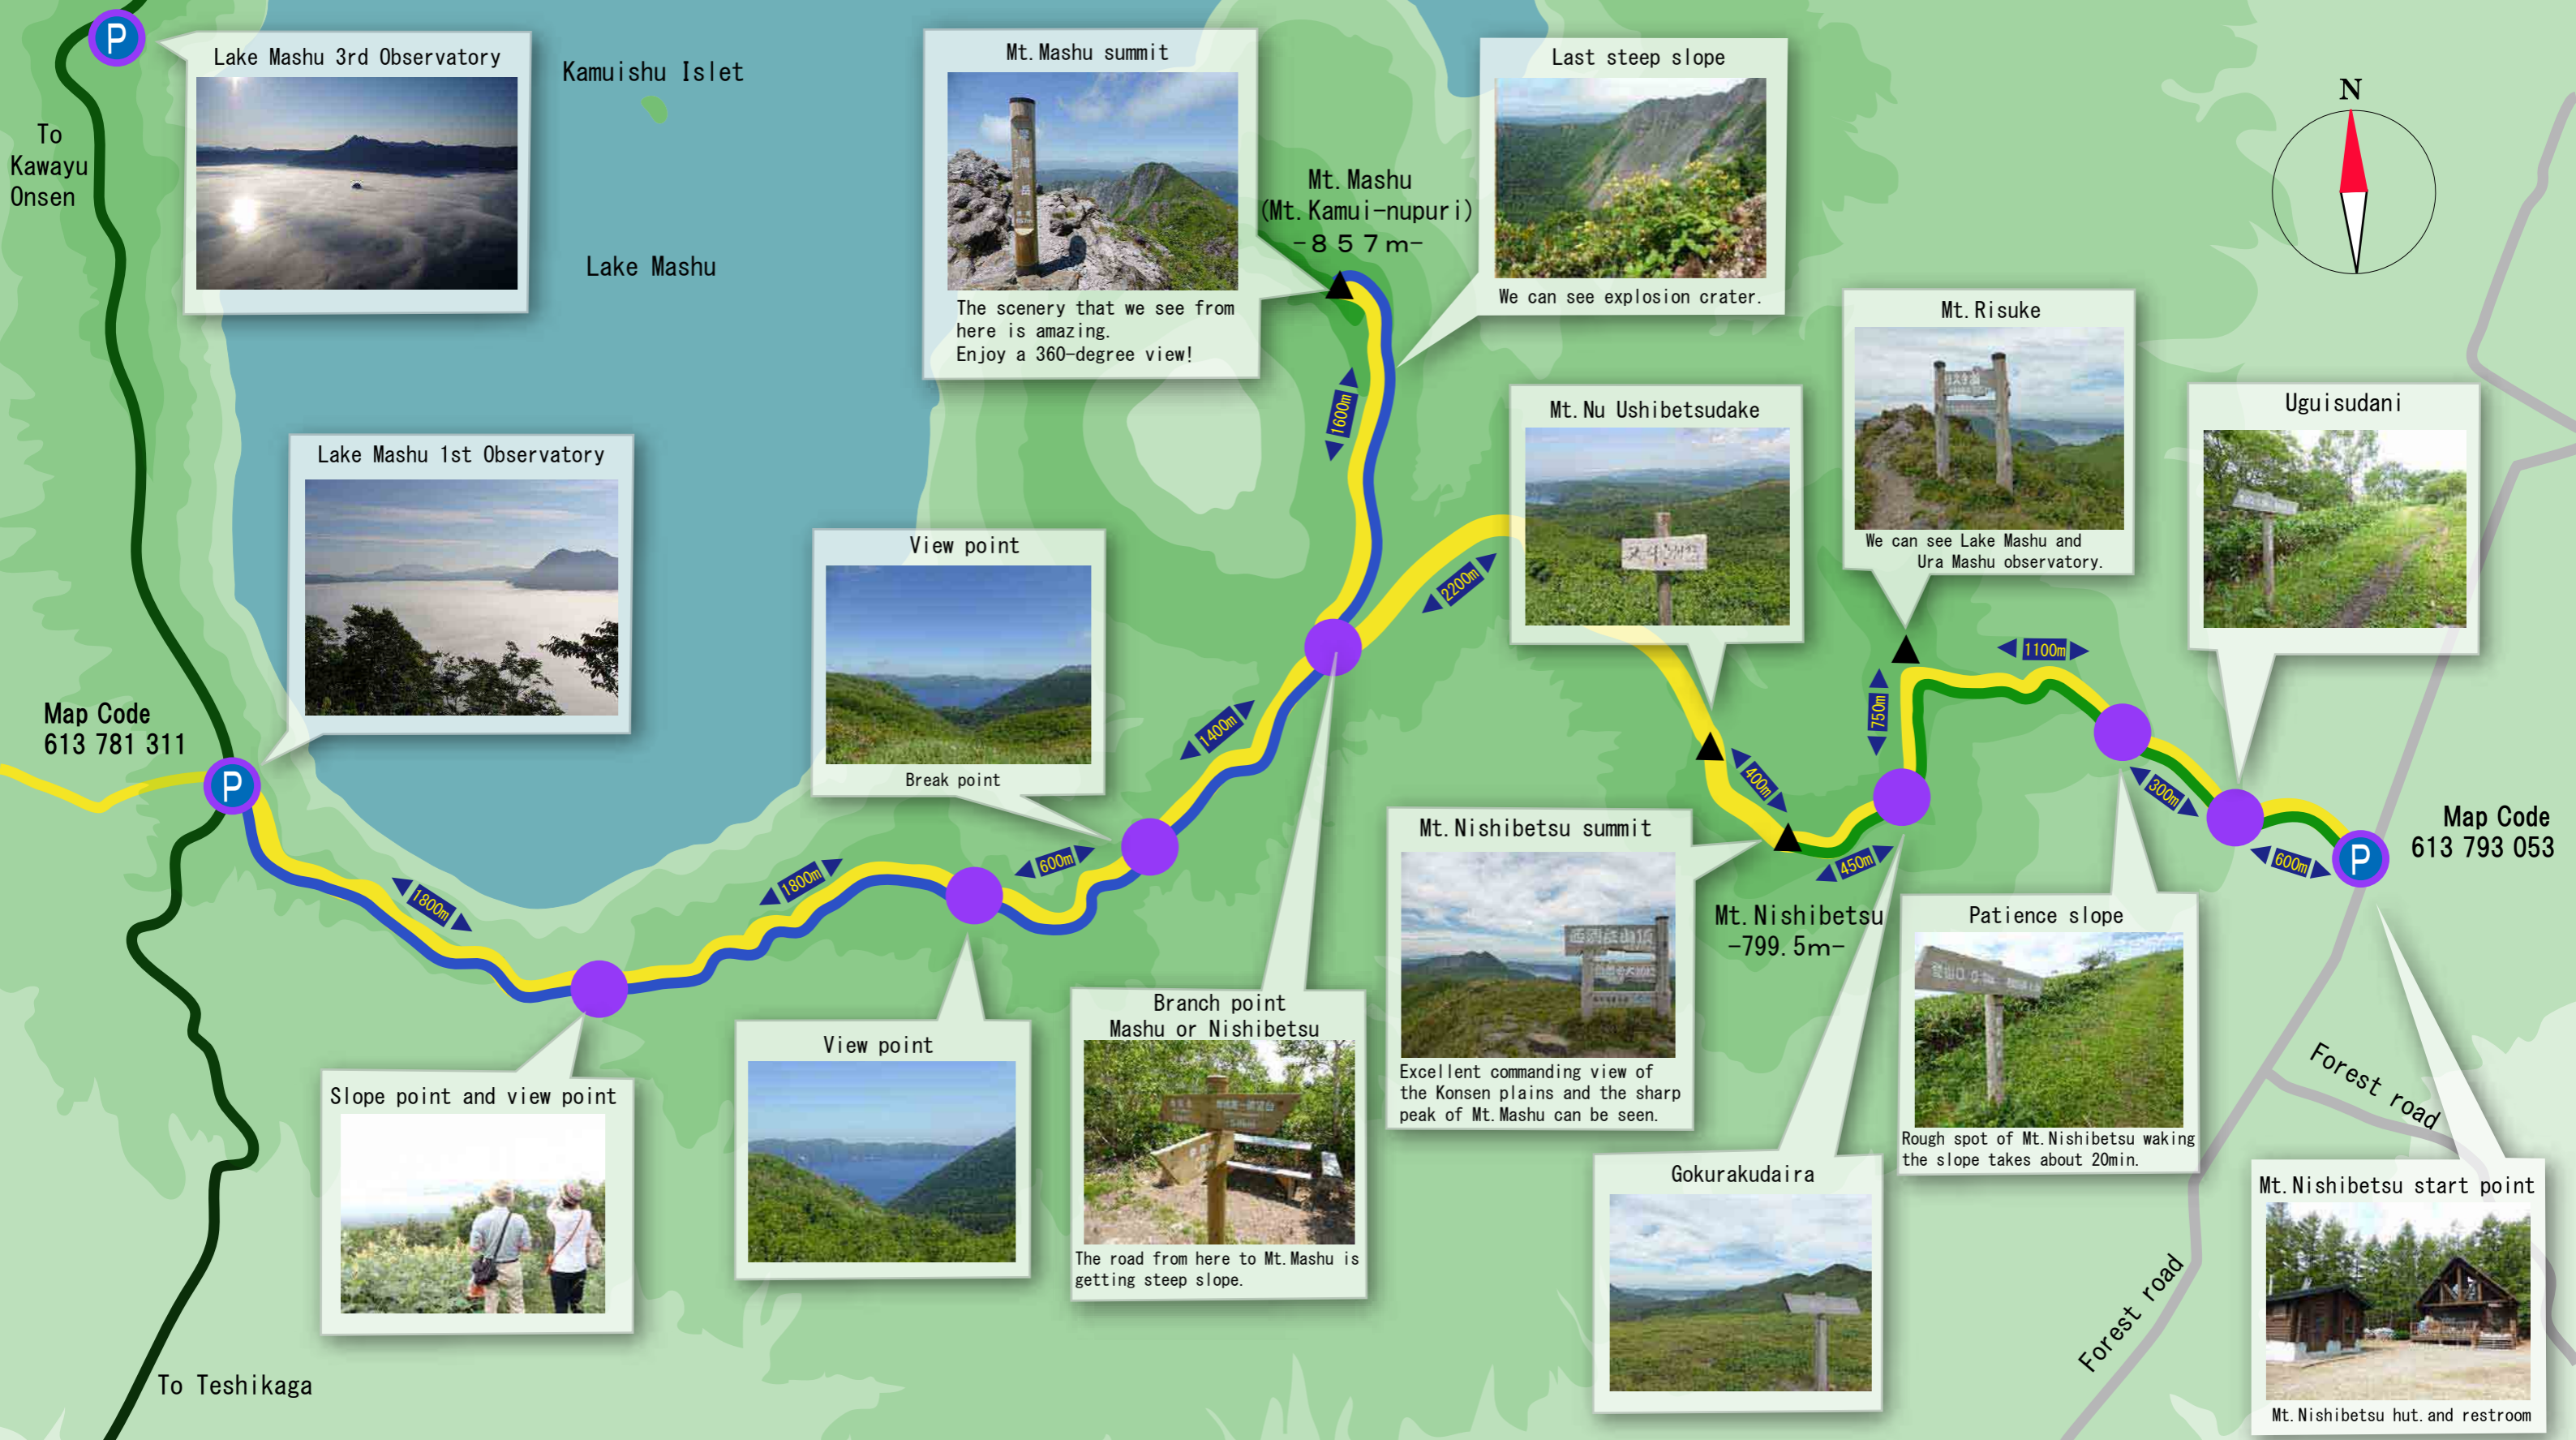 P
Lake Mashu 3rd Observatory
To
Kawayu
Onsen
Kamuishu Islet
Lake Mashu
Mt.Mashu summit
The scenery that we see from
here is amazing.
Enjoy a 360-degree view!
Mt.Mashu
(Mt.Kamui-nupuri)
-857m-
Last steep slope
We can see explosion crater.
N
Mt.Risuke
We can see Lake Mashu and
Ura Mashu observatory.
Uguisudani
Mt.Nu Ushibetsudake
Lake Mashu 1st Observatory
View point
Break point
1600m
2200m
1400m
1100m
750m
400m
300m
450m
600m
600m
1800m
1800m
Map Code
613 781 311
P
Map Code
613 793 053
P
Mt.Nishibetsu summit
西別岳山頂
Excellent commanding view of
the Konsen plains and the sharp
peak of Mt.Mashu can be seen.
Mt.Nishibetsu
-799.5m-
Patience slope
Rough spot of Mt.Nishibetsu waking
the slope takes about 20min.
Branch point
Mashu or Nishibetsu
The road from here to Mt.Mashu is
getting steep slope.
View point
Slope point and view point
Gokurakudaira
Forest road
Forest road
Mt.Nishibetsu start point
Mt.Nishibetsu hut.and restroom
To Teshikaga